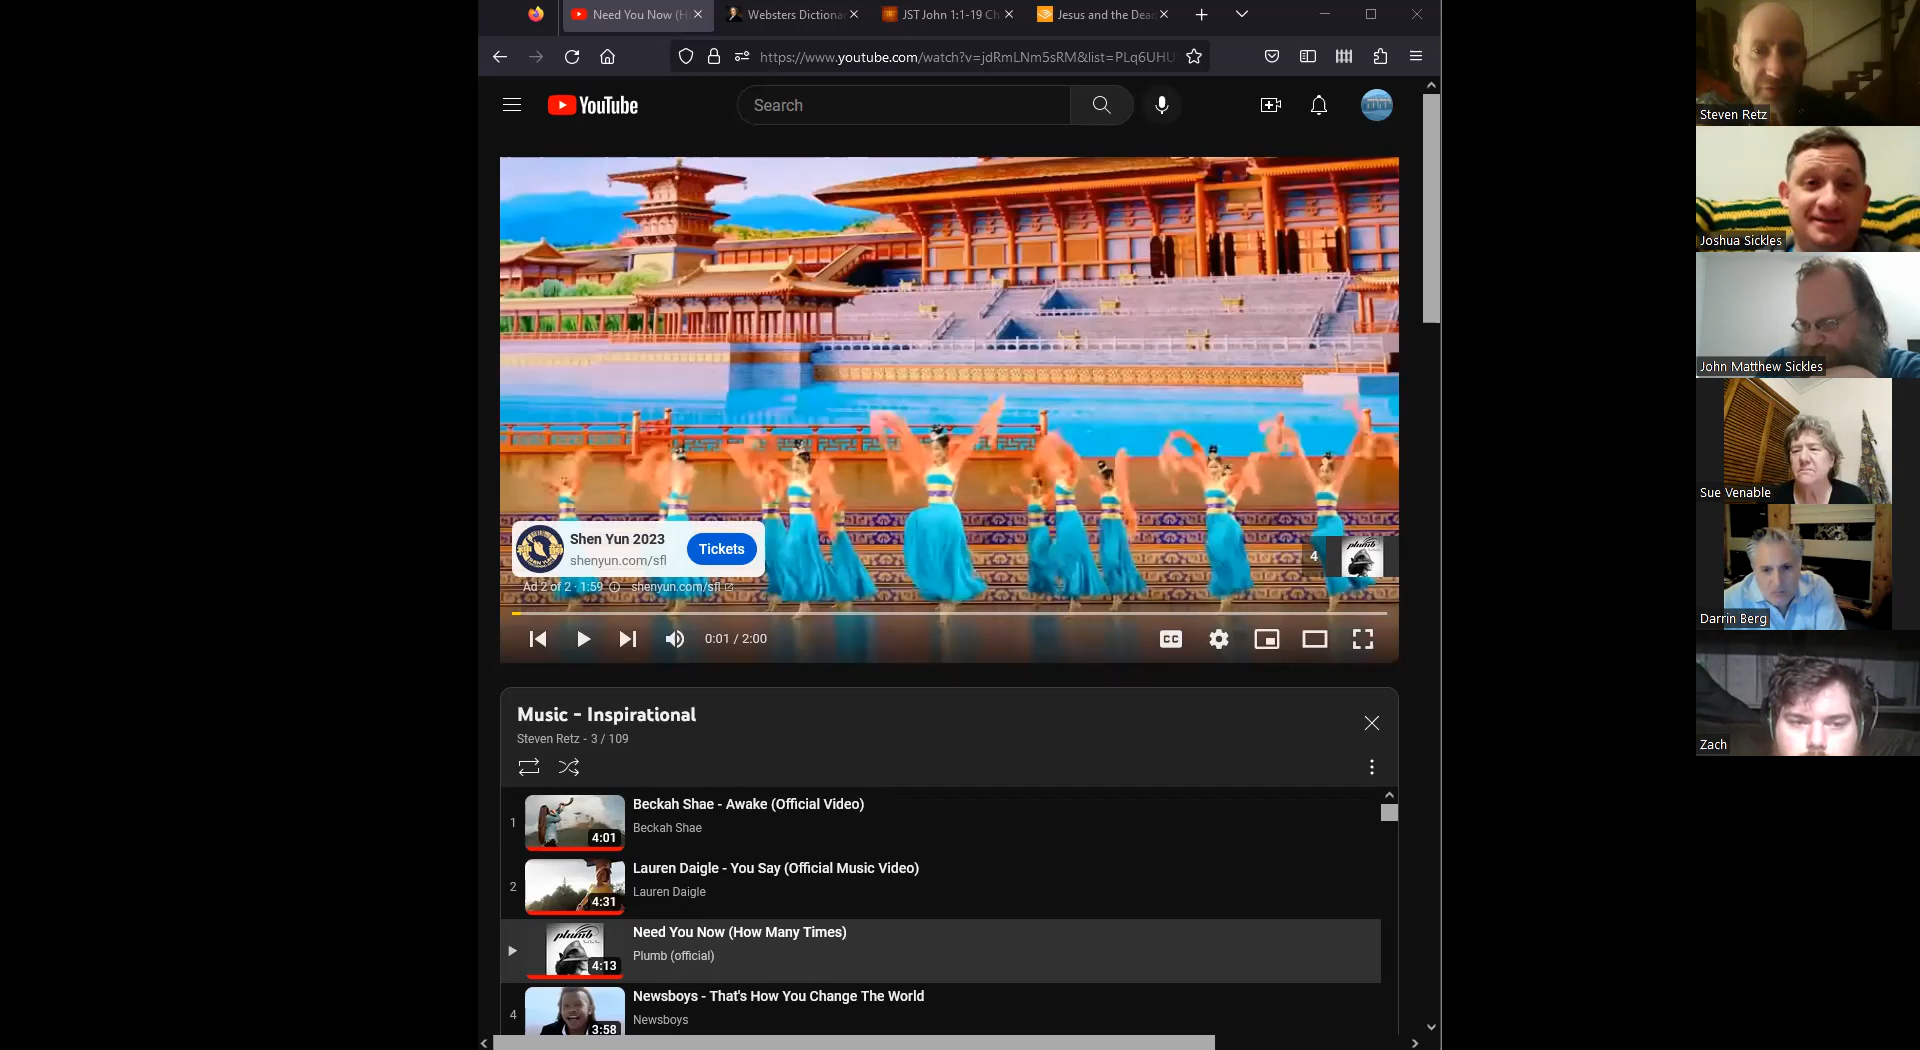 Need You Now (H
Websters Dictiona
JST John 1:1-19 Ch
Jesus and the Dea
https://www.youtube.com/watch?v=jdRmLNm5sRM&list=PLq6UHU
YouTube
Search
Shen Yun 2023
shenyun.com/sfl
Tickets
4
plumb
Ad 2 of 2 · 1:59
shenyun.com/sfl
0:01 / 2:00
CC
Music - Inspirational
Steven Retz - 3 / 109
1
4:01
Beckah Shae - Awake (Official Video)
Beckah Shae
2
4:31
Lauren Daigle - You Say (Official Music Video)
Lauren Daigle
plumb
4:13
Need You Now (How Many Times)
Plumb (official)
4
3:58
Newsboys - That's How You Change The World
Newsboys
Steven Retz
Joshua Sickles
John Matthew Sickles
Sue Venable
Darrin Berg
Zach